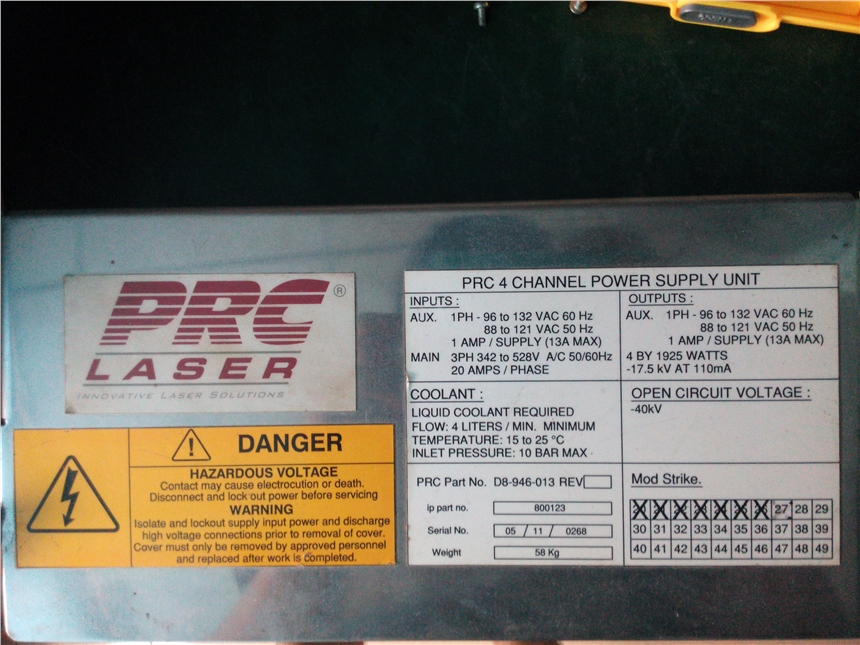 PRC®
LASER
INNOVATIVE LASER SOLUTIONS
DANGER
HAZARDOUS VOLTAGE
Contact may cause electrocution or death.
Disconnect and lock out power before servicing
WARNING
Isolate and lockout supply input power and discharge
high voltage connections prior to removal of cover.
Cover must only be removed by approved personnel
and replaced after work is completed.
PRC 4 CHANNEL POWER SUPPLY UNIT
INPUTS :
AUX. 1PH - 96 to 132 VAC 60 Hz
88 to 121 VAC 50 Hz
1 AMP / SUPPLY (13A MAX)
MAIN 3PH 342 to 528V A/C 50/60Hz
20 AMPS / PHASE
OUTPUTS :
AUX. 1PH - 96 to 132 VAC 60 Hz
88 to 121 VAC 50 Hz
1 AMP / SUPPLY (13A MAX)
4 BY 1925 WATTS
-17.5 kV AT 110mA
COOLANT :
LIQUID COOLANT REQUIRED
FLOW: 4 LITERS / MIN. MINIMUM
TEMPERATURE: 15 to 25 °C
INLET PRESSURE: 10 BAR MAX
OPEN CIRCUIT VOLTAGE :
-40kV
PRC Part No. D8-946-013 REV
ip part no. 800123
Serial No. 05 / 11 / 0268
Weight 58 Kg
Mod Strike.
27 28 29
30 31 32 33 34 35 36 37 38 39
40 41 42 43 44 45 46 47 48 49